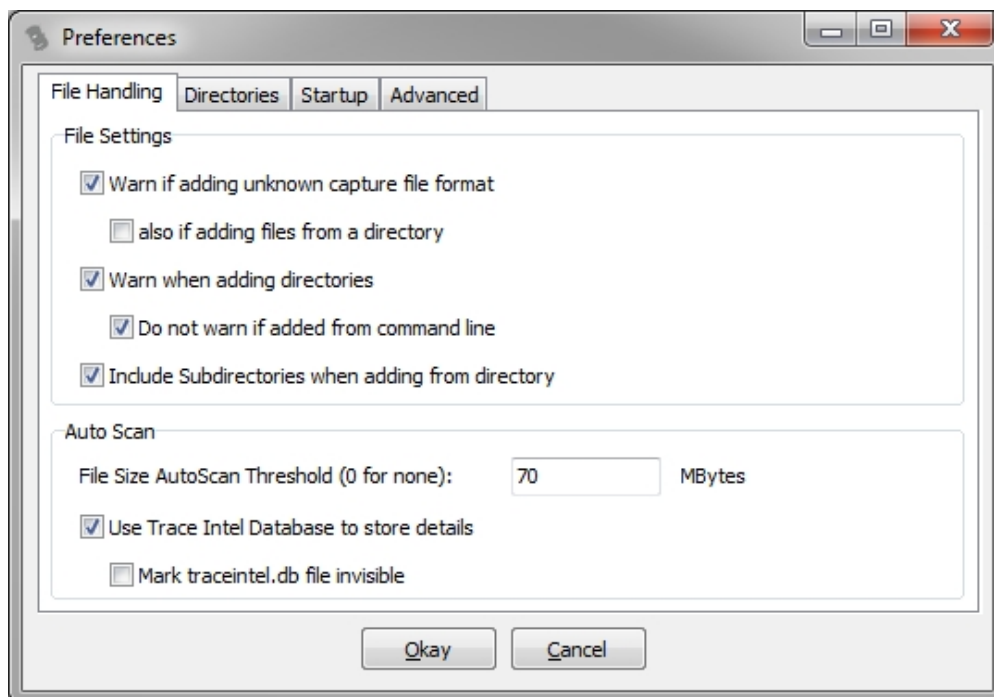 Preferences
File Handling Directories Startup Advanced
File Settings
Warn if adding unknown capture file format
also if adding files from a directory
Warn when adding directories
Do not warn if added from command line
Include Subdirectories when adding from directory
Auto Scan
File Size AutoScan Threshold (0 for none): 70 MBytes
Use Trace Intel Database to store details
Mark traceintel.db file invisible
Okay Cancel